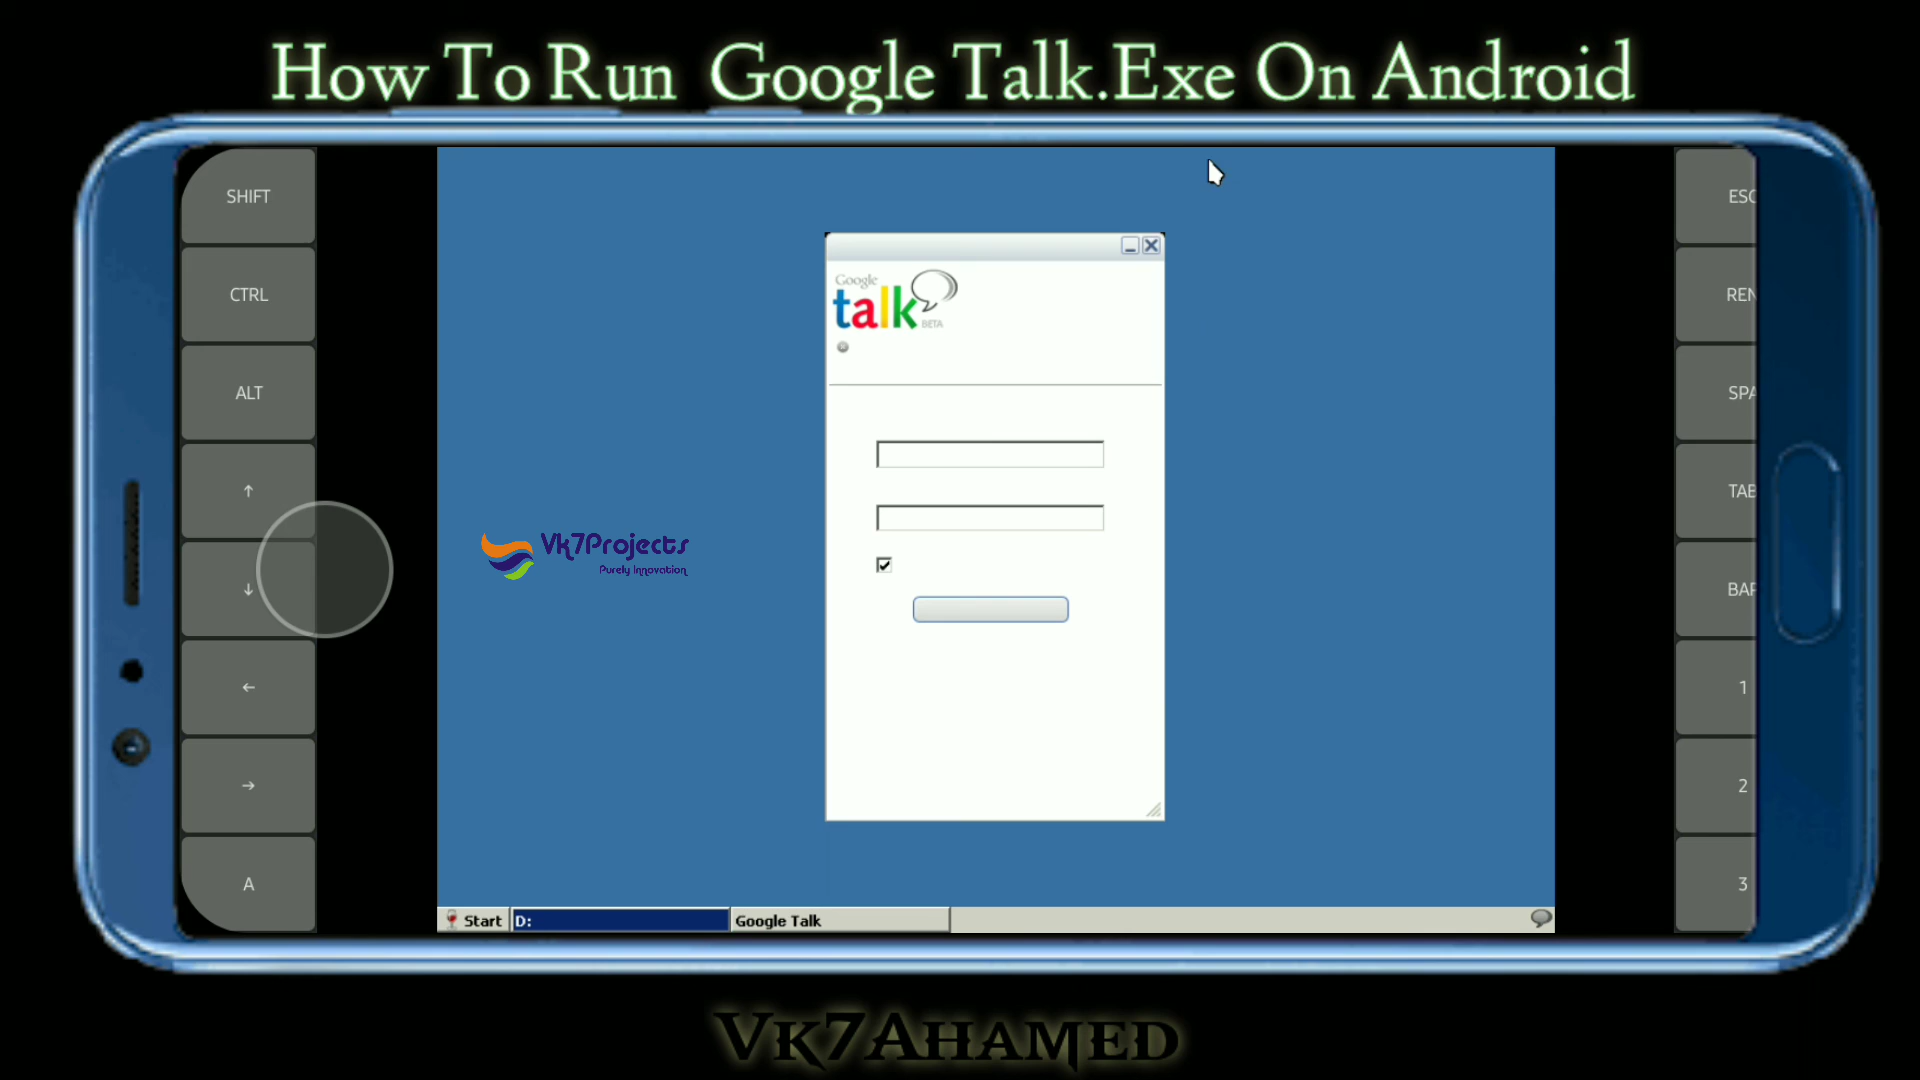 How To Run Google Talk.Exe On Android
SHIFT
CTRL
ALT
↑
↓
←
→
A
Google
talk
BETA
Vk7Projects
Purely Innovation
Start
D:
Google Talk
ESC
REN
SPA
TAB
BAR
1
2
3
Vk7Ahamed